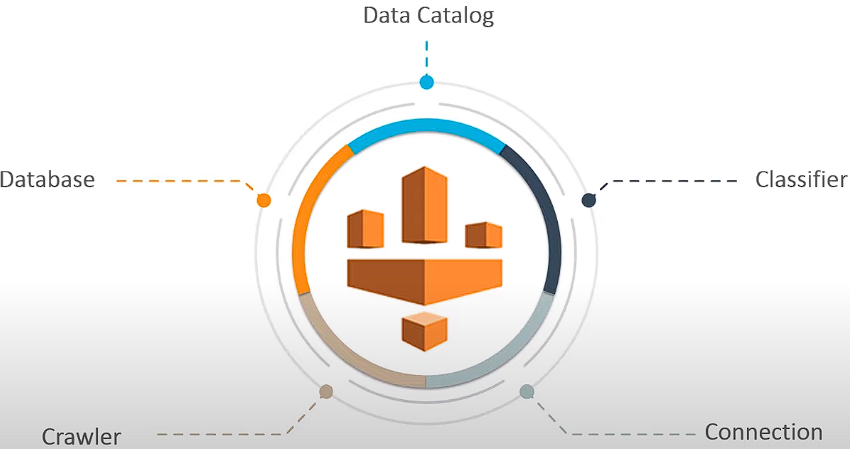 Data Catalog
Database
Classifier
Crawler
Connection